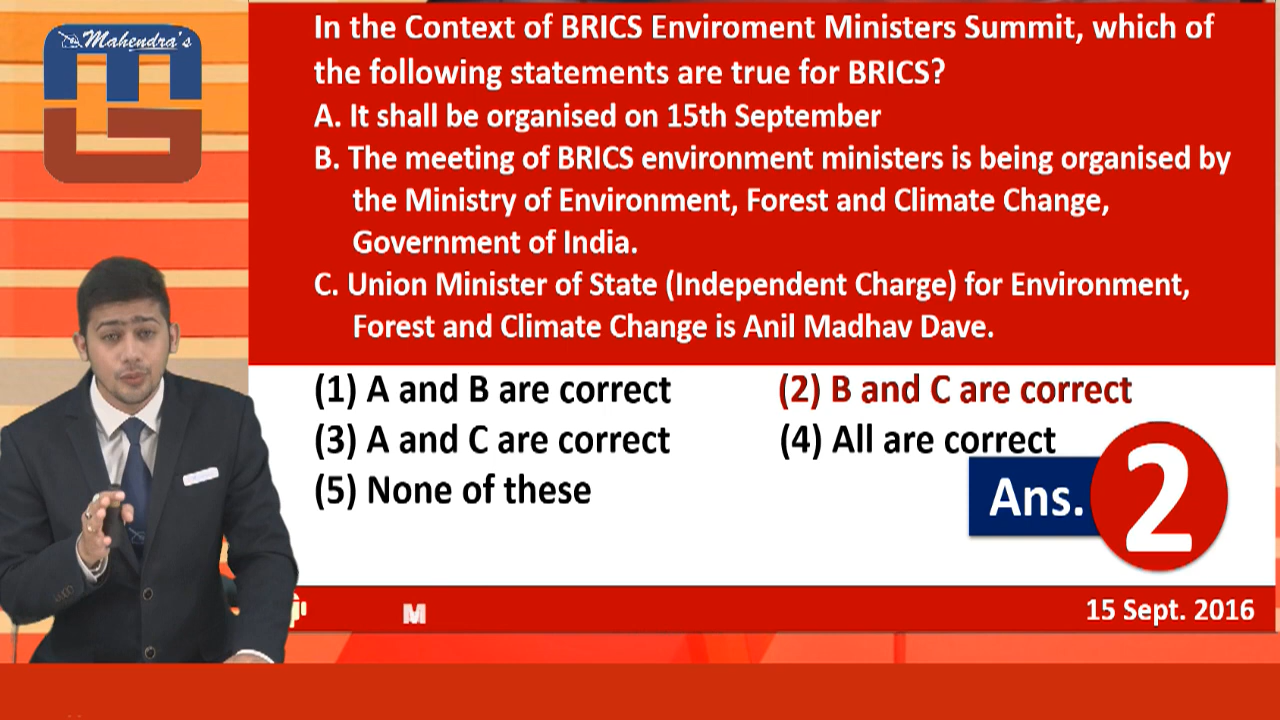 Mahendra's
In the Context of BRICS Enviroment Ministers Summit, which of
the following statements are true for BRICS?
A. It shall be organised on 15th September
B. The meeting of BRICS environment ministers is being organised by
the Ministry of Environment, Forest and Climate Change,
Government of India.
C. Union Minister of State (Independent Charge) for Environment,
Forest and Climate Change is Anil Madhav Dave.
(1) A and B are correct
(2) B and C are correct
(3) A and C are correct
(4) All are correct
(5) None of these
Ans. 2
M
15 Sept. 2016